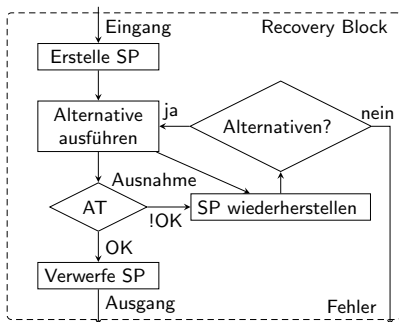 Eingang
Recovery Block
Erstelle SP
Alternative
ausführen
ja
Alternativen?
nein
Ausnahme
AT
!OK
SP wiederherstellen
OK
Verwerfe SP
Ausgang
Fehler